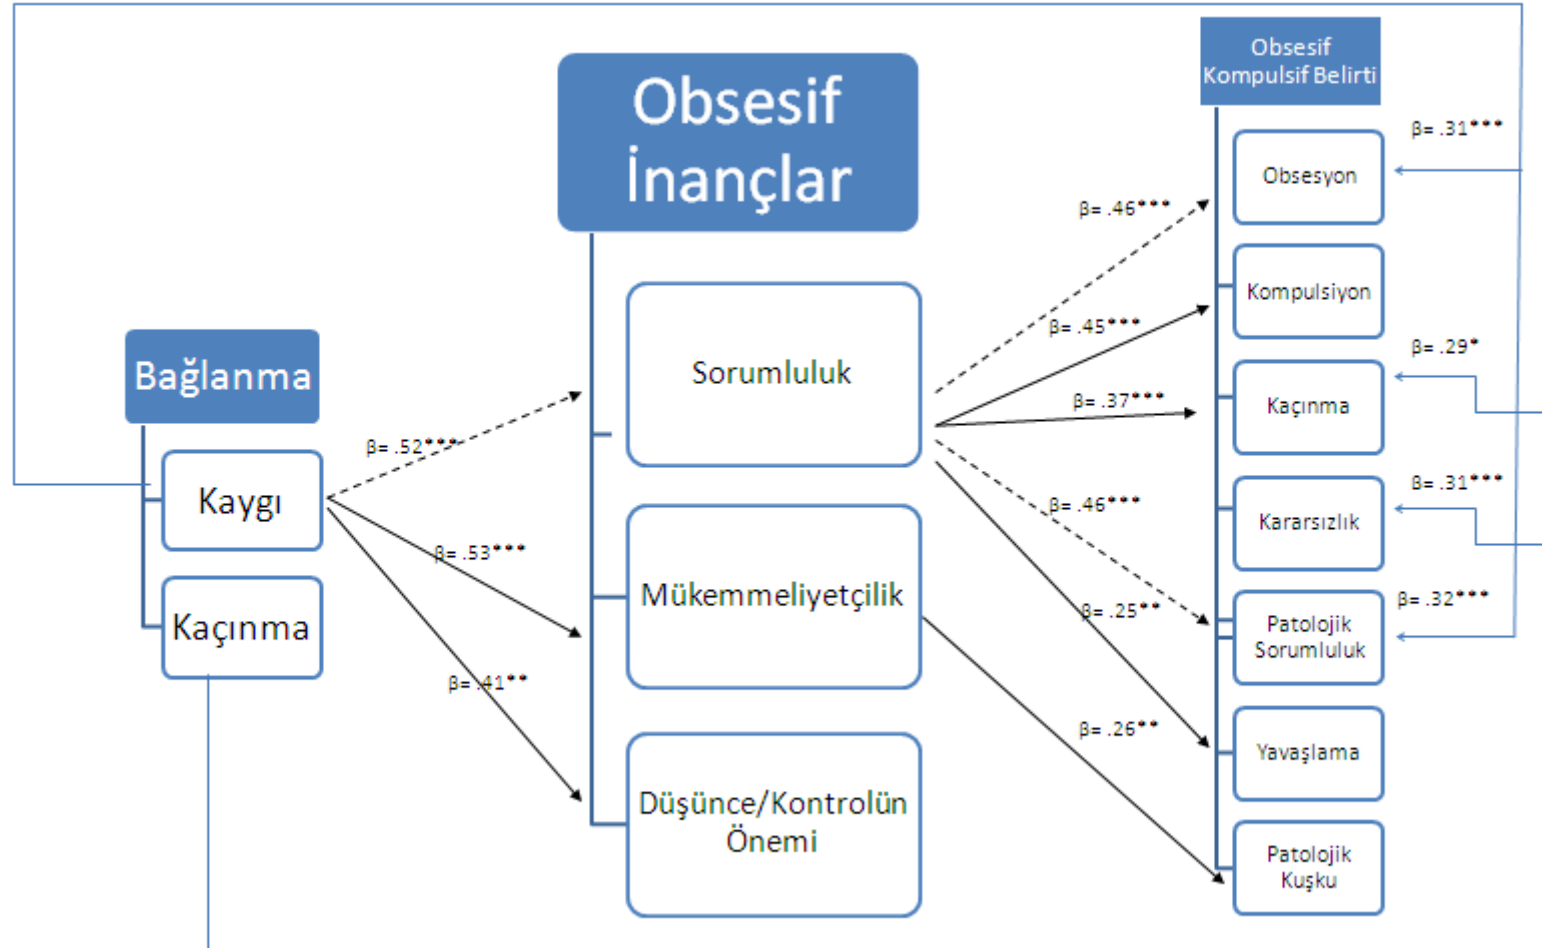 Bağlanma
Kaygı
Kaçınma
β= .52***
β= .53***
β= .41**
Obsesif
İnançlar
Sorumluluk
Mükemmeliyetçilik
Düşünce/Kontrolün
Önemi
β= .46***
β= .45***
β= .37***
β= .46***
β= .25**
β= .26**
Obsesif
Kompulsif Belirti
Obsesyon
Kompulsiyon
Kaçınma
Kararsızlık
Patolojik
Sorumluluk
Yavaşlama
Patolojik
Kuşku
β= .31***
β= .29*
β= .31***
β= .32***